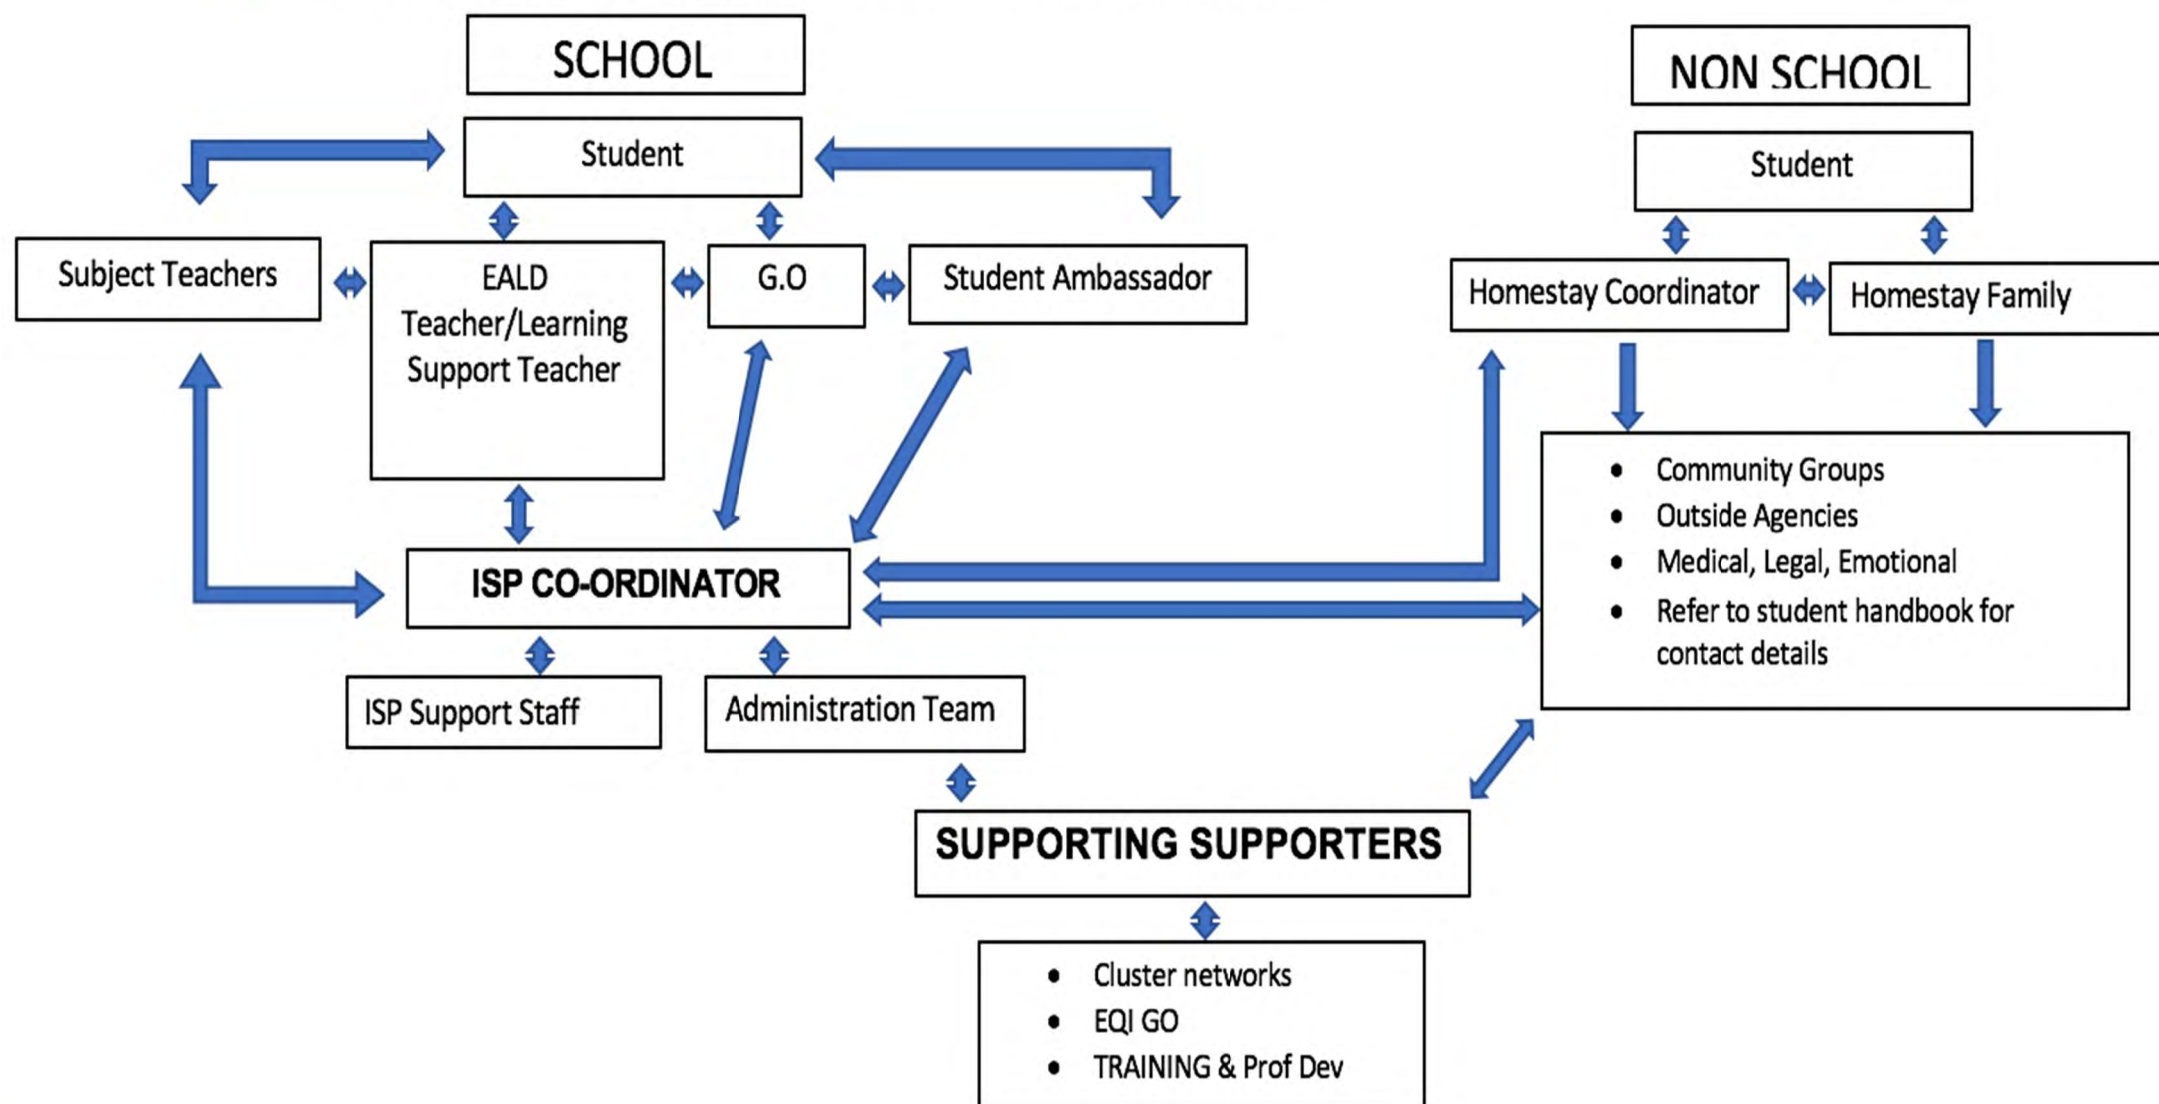 SCHOOL
NON SCHOOL
Student
Student
Subject Teachers
EALD
Teacher/Learning
Support Teacher
G.O
Student Ambassador
Homestay Coordinator
Homestay Family
• Community Groups
• Outside Agencies
• Medical, Legal, Emotional
• Refer to student handbook for
contact details
ISP CO-ORDINATOR
ISP Support Staff
Administration Team
SUPPORTING SUPPORTERS
• Cluster networks
• EQI GO
• TRAINING & Prof Dev